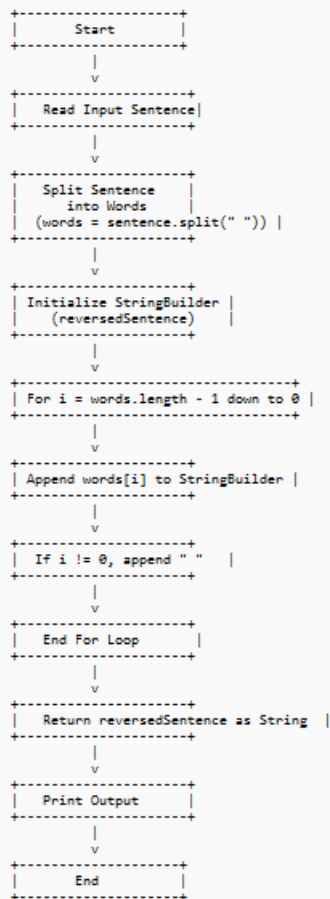 Start
Read Input Sentence
Split Sentence
into Words
(words = sentence.split(" "))
Initialize StringBuilder
(reversedSentence)
For i = words.length - 1 down to 0
Append words[i] to StringBuilder
If i != 0, append " "
End For Loop
Return reversedSentence as String
Print Output
End